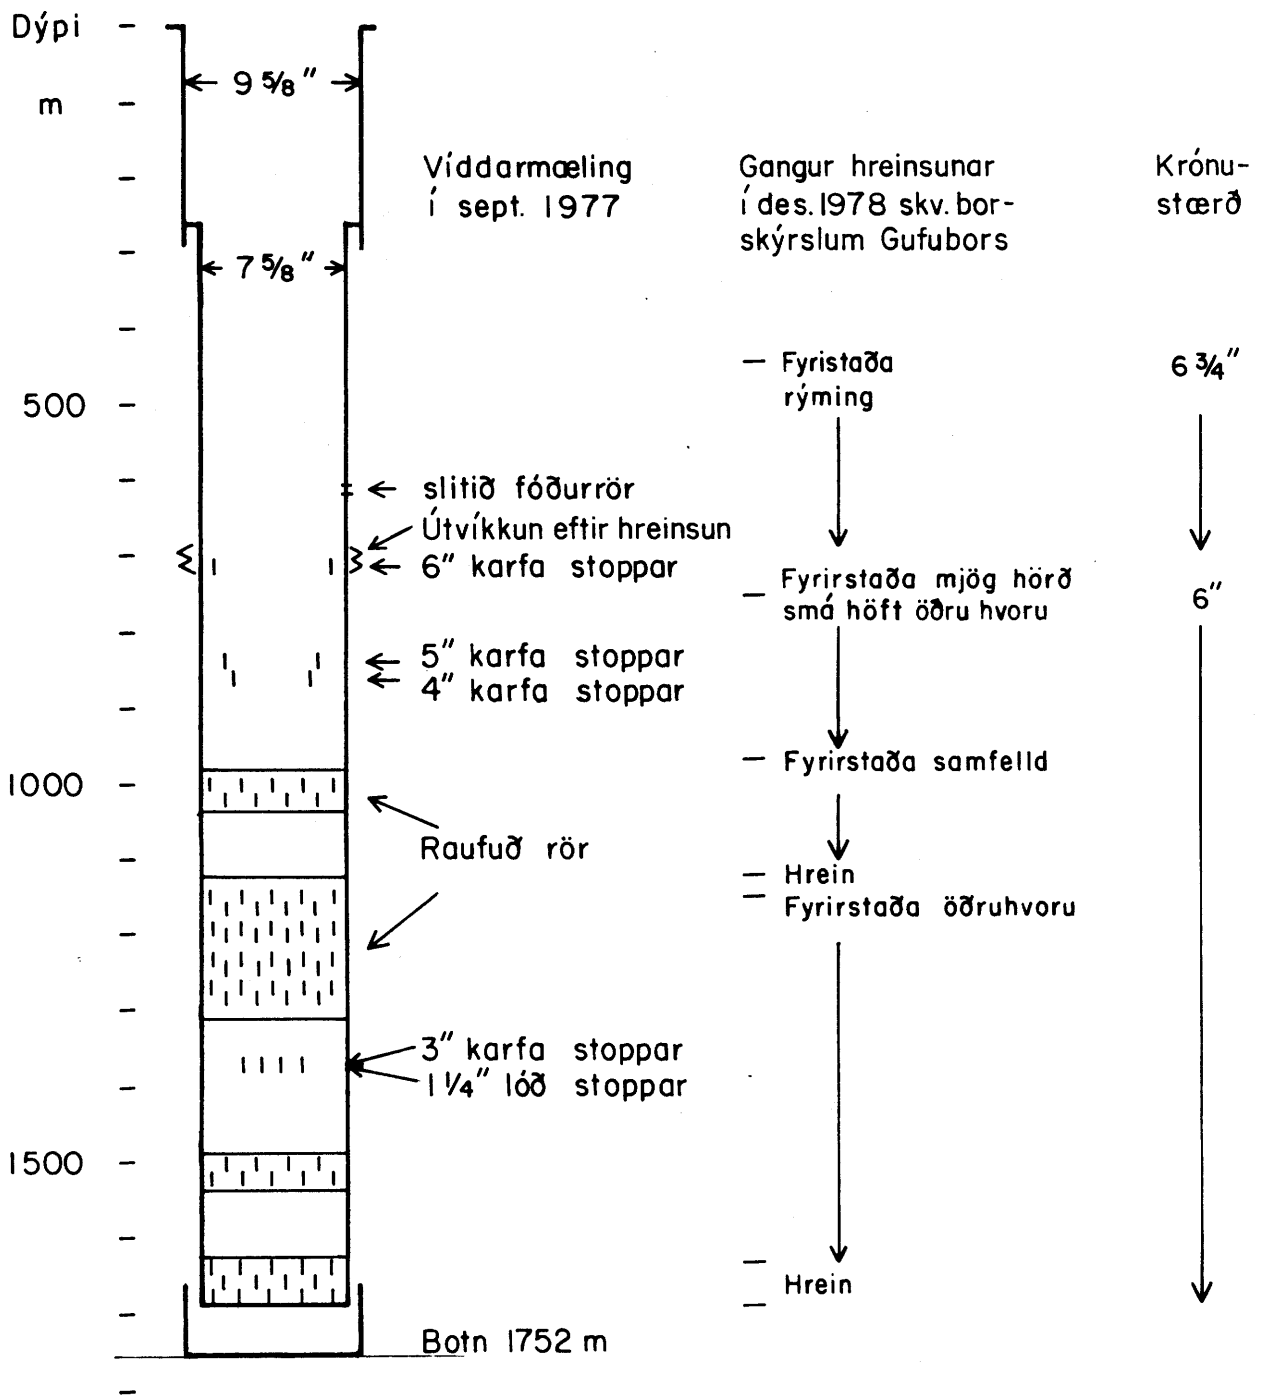 Dýpi
m
9 5/8"
7 5/8"
500
1000
1500
Víddarmæling
í sept. 1977
slitið fóðurrör
Útvíkkun eftir hreinsun
6" karfa stoppar
5" karfa stoppar
4" karfa stoppar
Raufuð rör
3" karfa stoppar
1 1/4" lóð stoppar
Botn 1752 m
Gangur hreinsunar
í des. 1978 skv. bor-
skýrslum Gufubors
Fyristaða
rýming
Fyrirstaða mjög hörð
smá höft öðru hvoru
Fyrirstaða samfelld
Hrein
Fyrirstaða öðruhvoru
Hrein
Krónu-
stærð
6 3/4"
6"